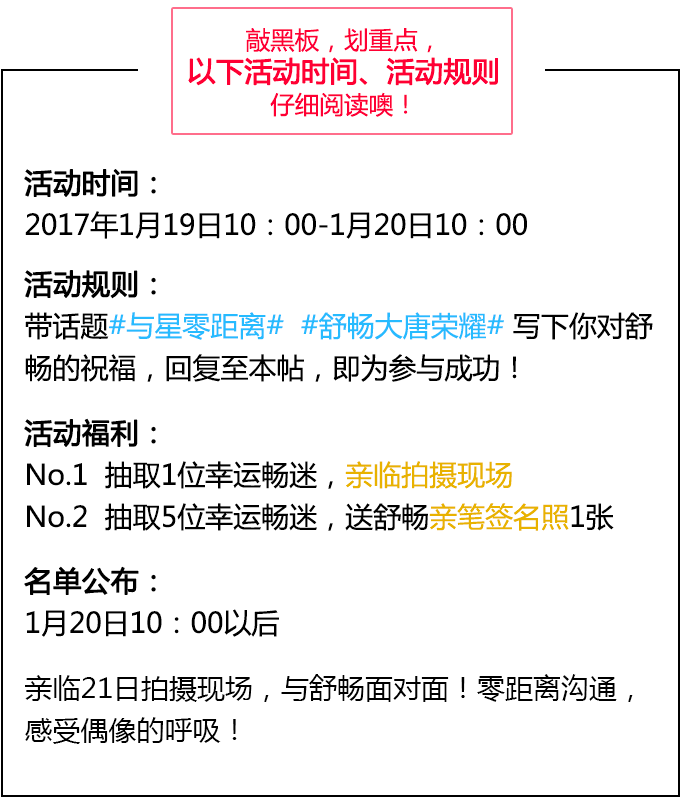 敲黑板，划重点，
以下活动时间、活动规则
仔细阅读噢！
活动时间：
2017年1月19日10：00-1月20日10：00
活动规则：
带话题#与星零距离#  #舒畅大唐荣耀# 写下你对舒
畅的祝福，回复至本帖，即为参与成功！
活动福利：
No.1  抽取1位幸运畅迷，亲临拍摄现场
No.2  抽取5位幸运畅迷，送舒畅亲笔签名照1张
名单公布：
1月20日10：00以后
亲临21日拍摄现场，与舒畅面对面！零距离沟通，
感受偶像的呼吸！